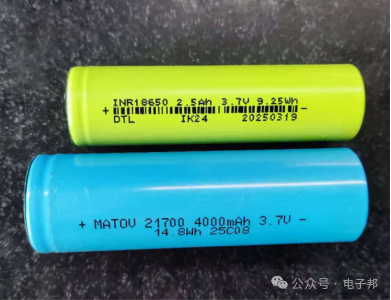 INR18650 2.5Ah 3.7V 9.25Wh
+ -
DTL IK24 20250319
+ MATOV 21700 4000mAh 3.7V -
14.8Wh 25C08
公众号·电子邦